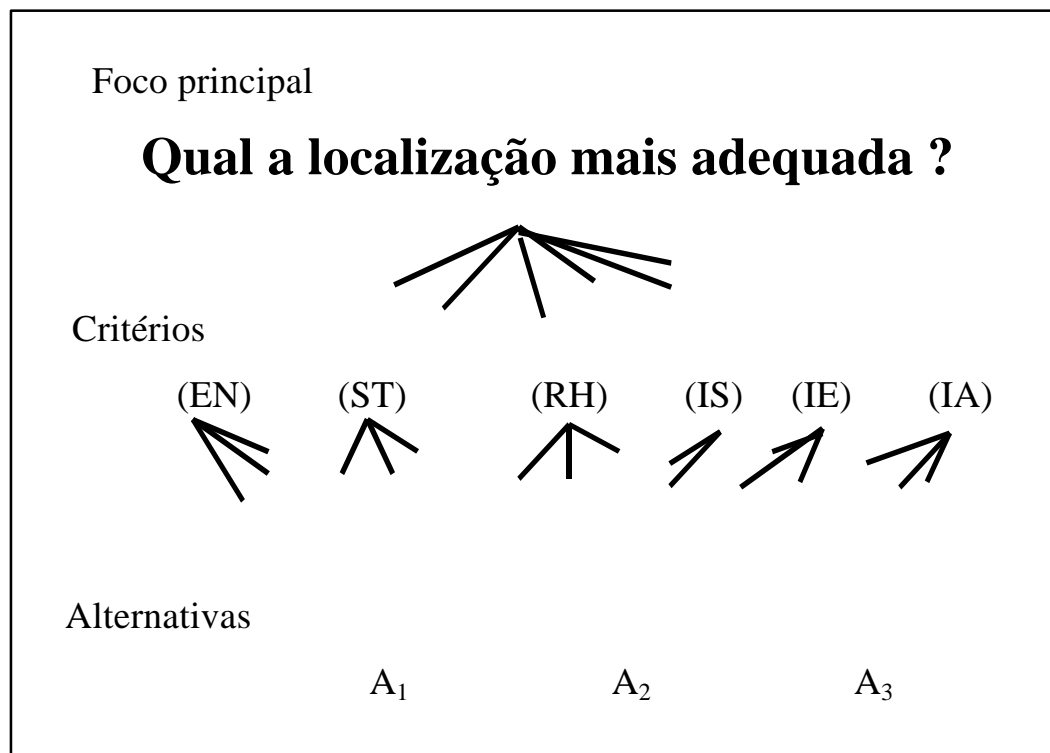 Foco principal
Qual a localização mais adequada ?
Critérios
(EN) (ST) (RH) (IS) (IE) (IA)
Alternativas
A₁ A₂ A₃